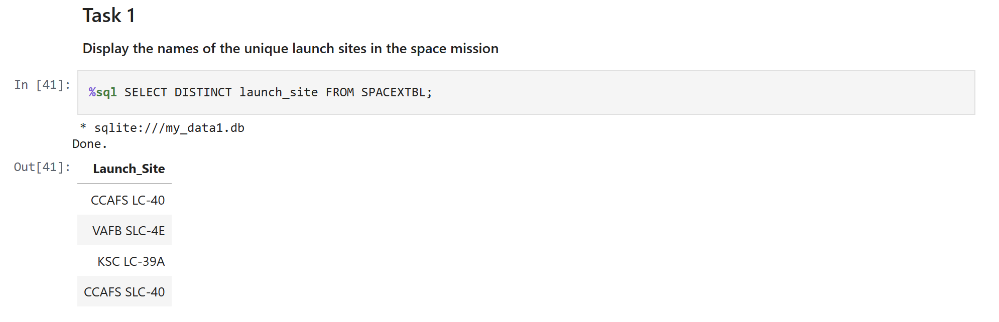 Task 1
Display the names of the unique launch sites in the space mission
In [41]: %sql SELECT DISTINCT launch_site FROM SPACEXTBL;
* sqlite:///my_data1.db
Done.
Out[41]: Launch_Site
CCAFS LC-40
VAFB SLC-4E
KSC LC-39A
CCAFS SLC-40